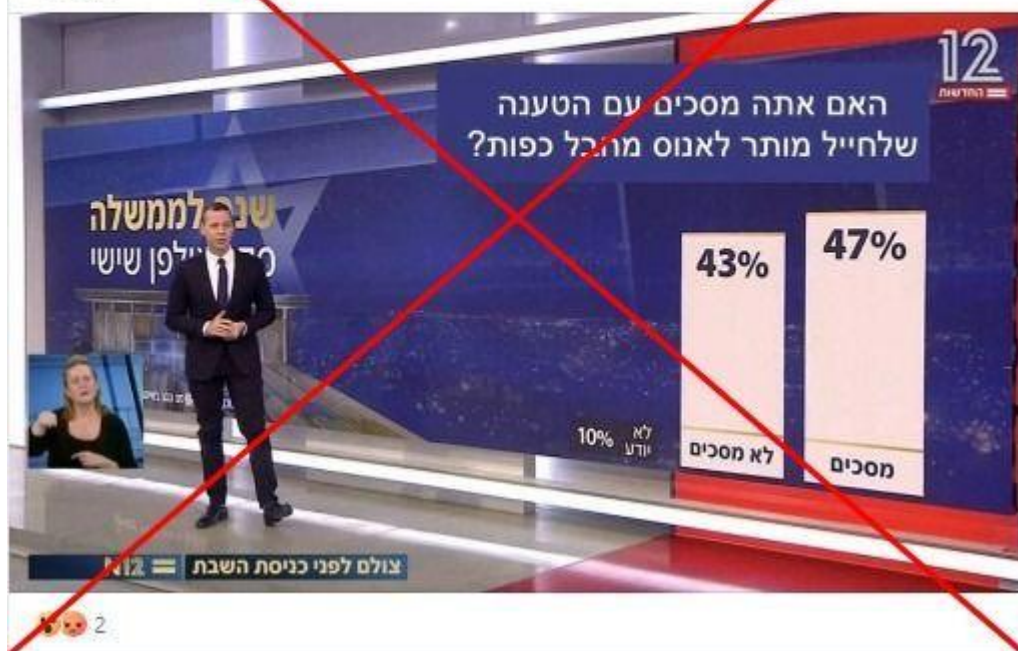 12
החדשות
האם אתה מסכים עם הטענה
שלחייל מותר לאנוס מחבל כפות?
לממשלה
שישי
47%
43%
לא יודע 10%
מסכים
לא מסכים
צולם לפני כניסת השבת
N12
2